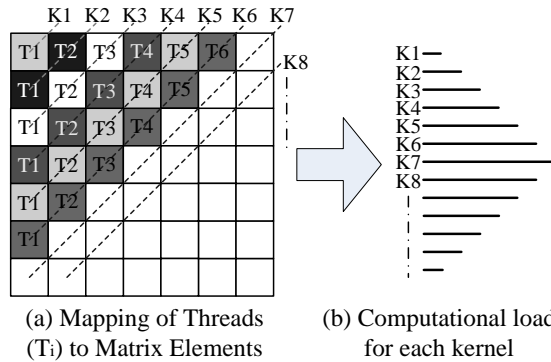 K1 K2 K3 K4 K5 K6 K7
K8
T1 T2 T3 T4 T5 T6
T1 T2 T3 T4 T5
T1 T2 T3 T4
T1 T2 T3
T1 T2
T1
(a) Mapping of Threads
(Ti) to Matrix Elements
K1
K2
K3
K4
K5
K6
K7
K8
(b) Computational load
for each kernel